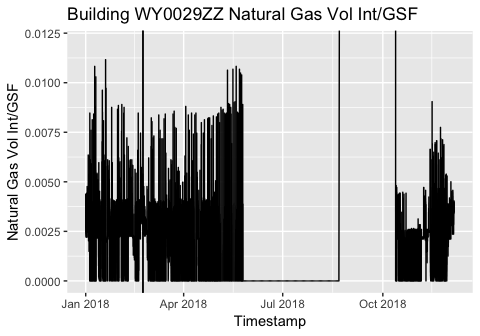 Building WY0029ZZ Natural Gas Vol Int/GSF
Natural Gas Vol Int/GSF
0.0125
0.0100
0.0075
0.0050
0.0025
0.0000
Jan 2018 Apr 2018 Jul 2018 Oct 2018
Timestamp